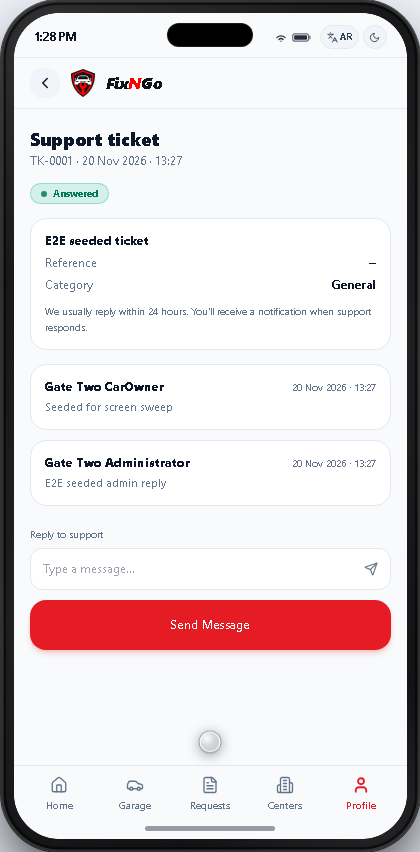 1:28 PM
AR
FixNGo
Support ticket
TK-0001 · 20 Nov 2026 · 13:27
Answered
E2E seeded ticket
Reference –
Category General
We usually reply within 24 hours. You'll receive a notification when support
responds.
Gate Two CarOwner 20 Nov 2026 · 13:27
Seeded for screen sweep
Gate Two Administrator 20 Nov 2026 · 13:27
E2E seeded admin reply
Reply to support
Type a message...
Send Message
Home Garage Requests Centers Profile